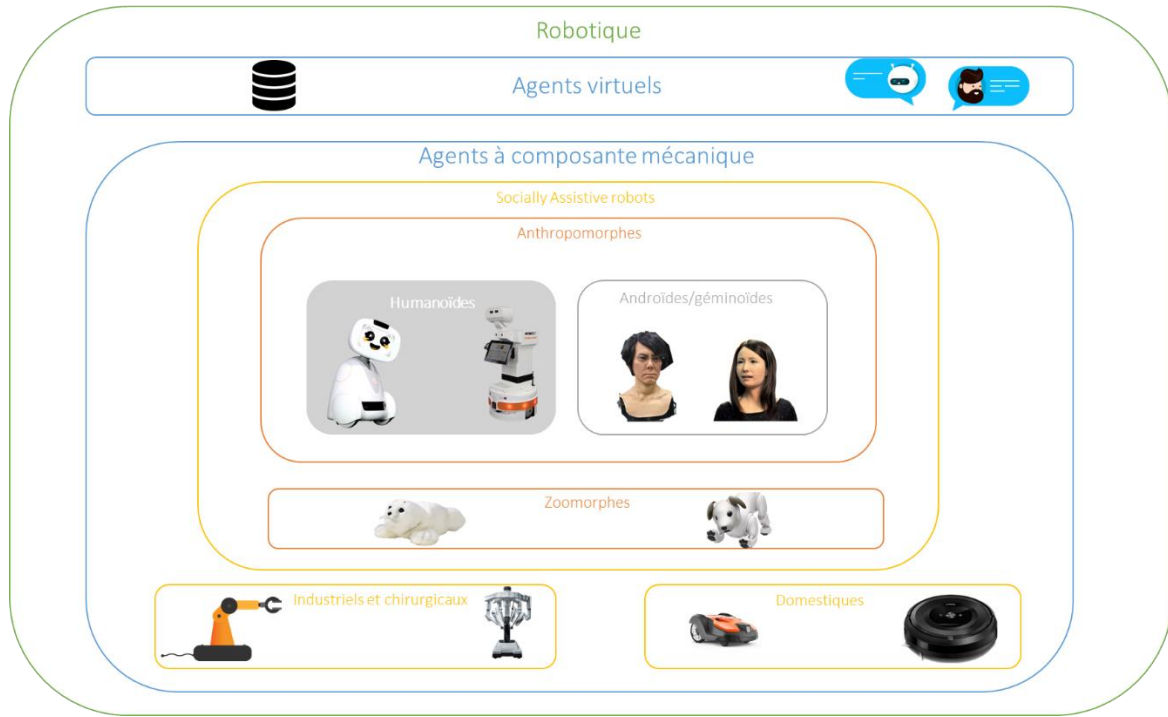 Robotique
Agents virtuels
Agents à composante mécanique
Socially Assistive robots
Anthropomorphes
Humanoïdes
Androïdes/géminoïdes
Zoomorphes
Industriels et chirurgicaux
Domestiques